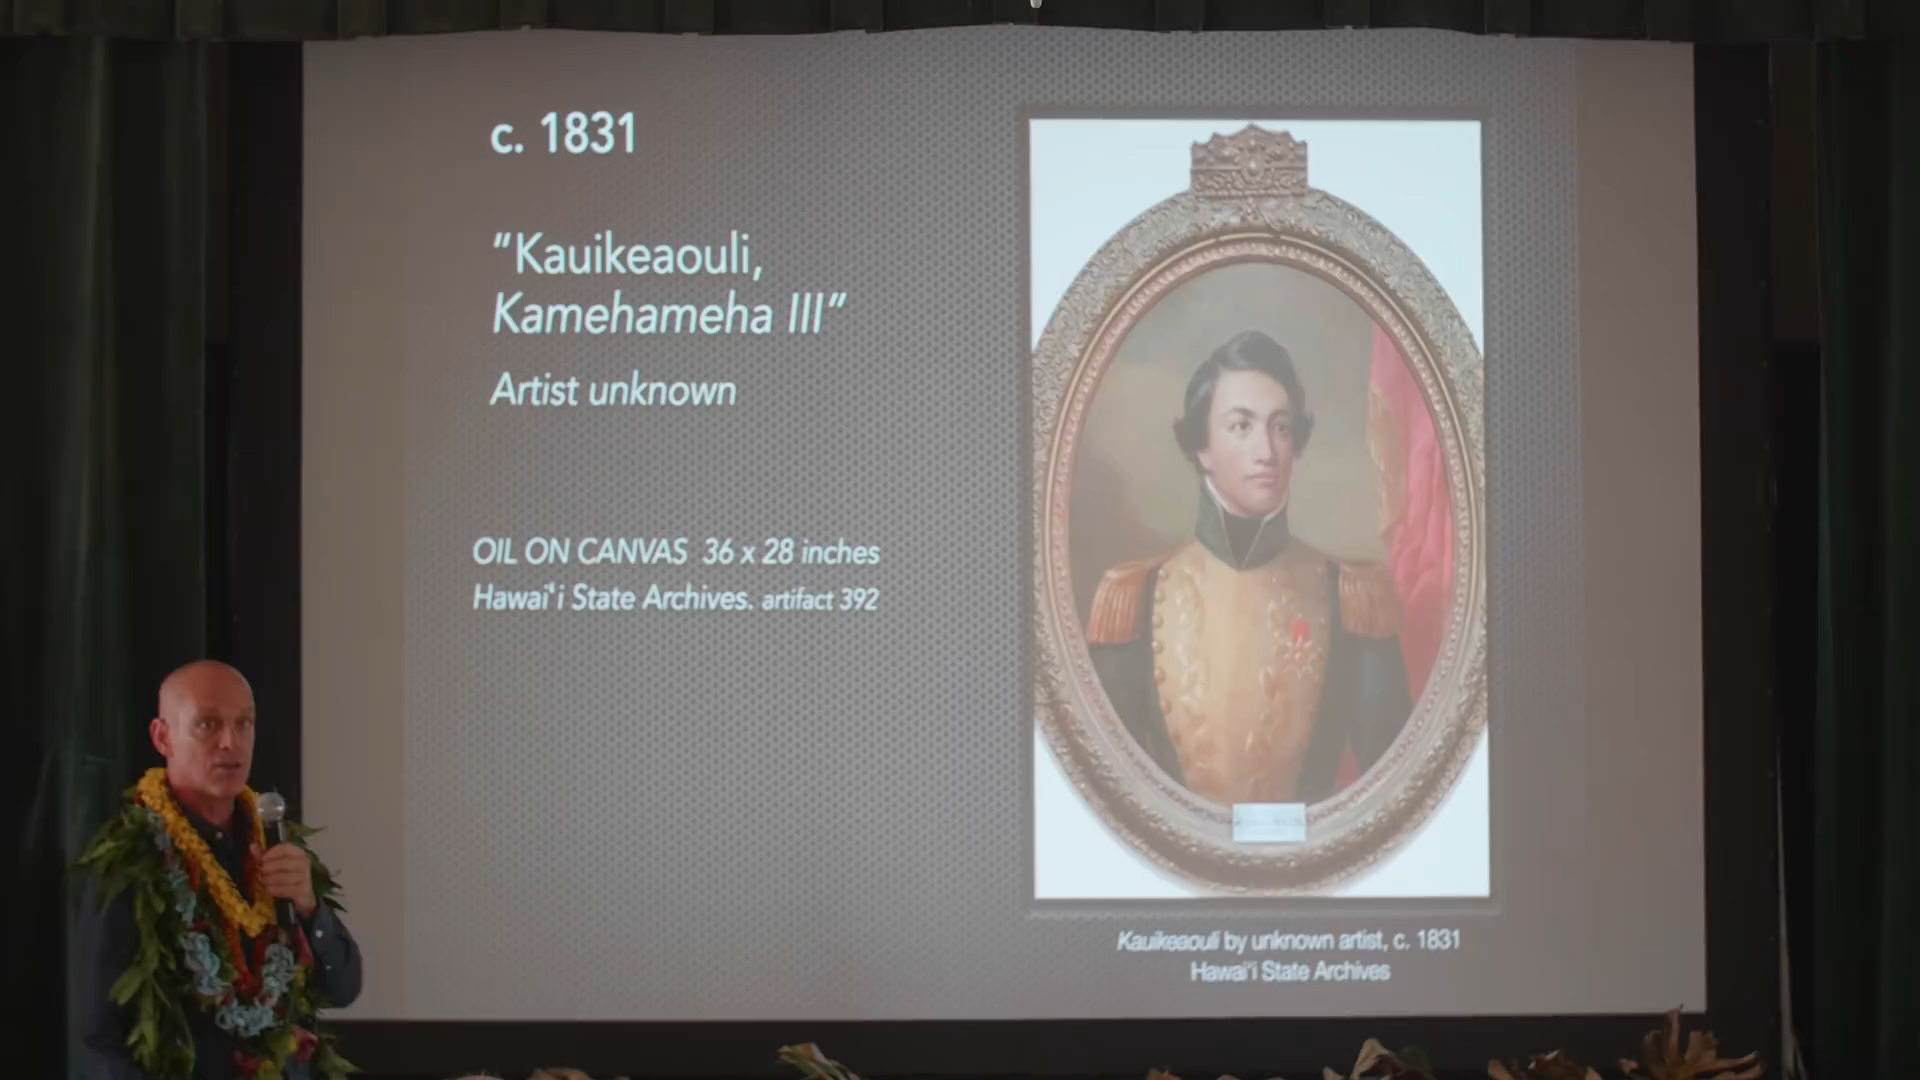 c. 1831
"Kauikeaouli,
Kamehameha III"
Artist unknown
OIL ON CANVAS 36 x 28 inches
Hawaiʻi State Archives. artifact 392
Kauikeaouli by unknown artist, c. 1831
Hawaiʻi State Archives